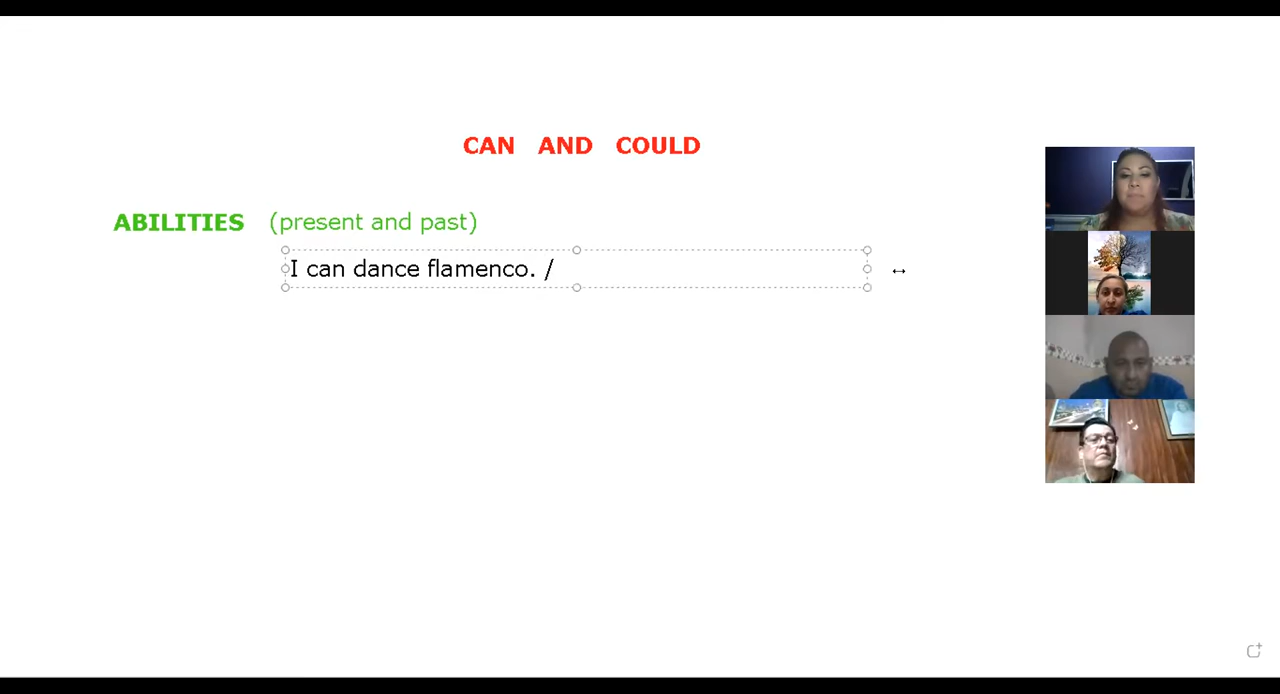 CAN AND COULD
ABILITIES (present and past)
I can dance flamenco. /